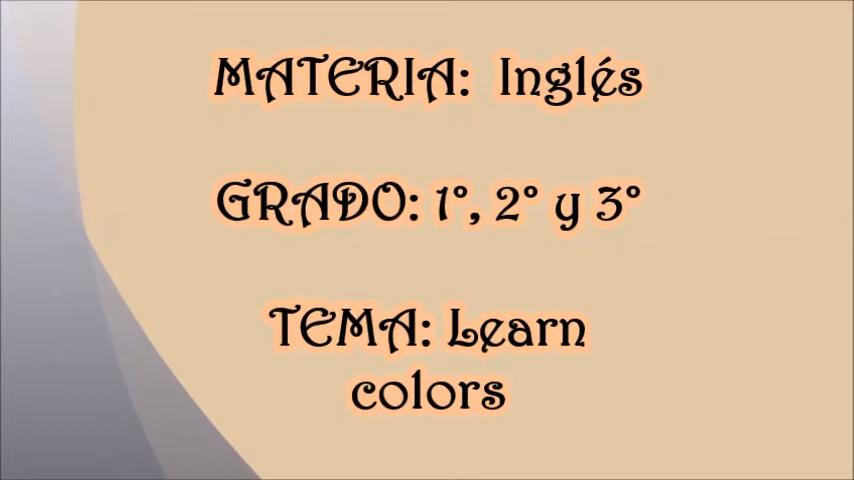 MATERIA: Inglés
GRADO: 1°, 2° y 3°
TEMA: Learn
colors